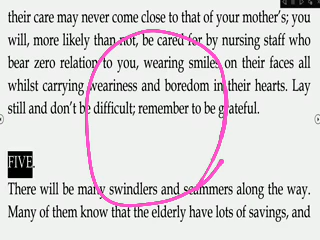 their care may never come close to that of your mother's; you
will, more likely than not, be cared for by nursing staff who
bear zero relation to you, wearing smiles on their faces all
whilst carrying weariness and boredom in their hearts. Lay
still and don't be difficult; remember to be grateful.
FIVE
There will be many swindlers and scammers along the way.
Many of them know that the elderly have lots of savings, and